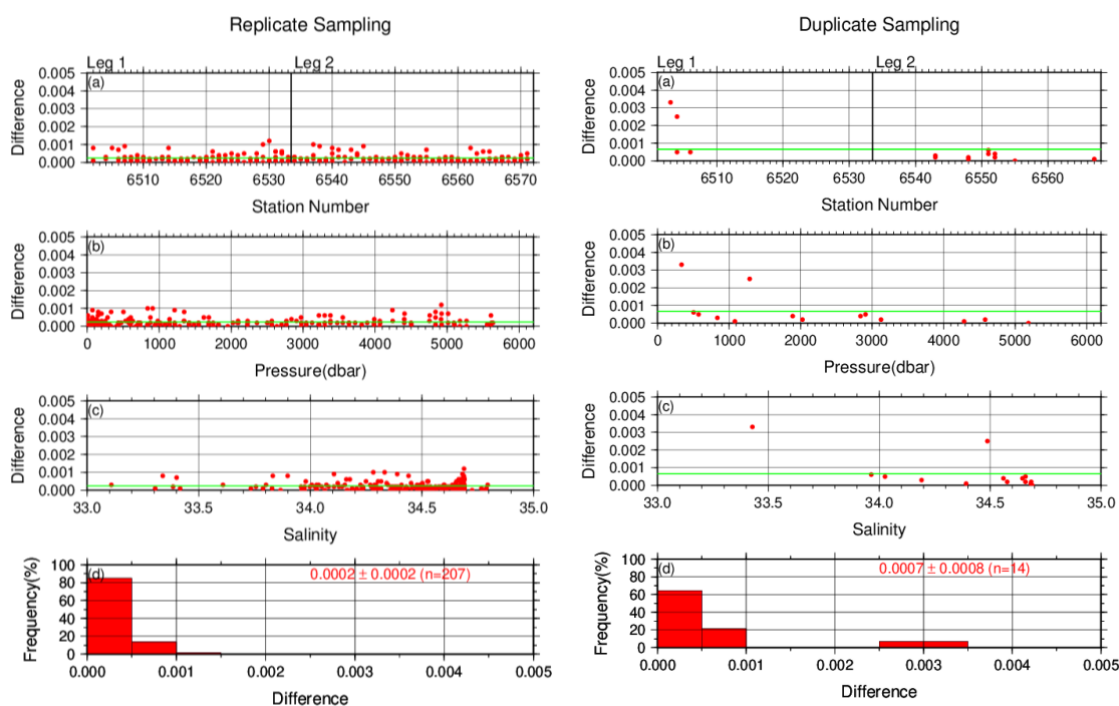 Replicate Sampling
Leg 1 Leg 2
(a)
Difference
0.005
0.004
0.003
0.002
0.001
0.000
6510 6520 6530 6540 6550 6560 6570
Station Number
(b)
Difference
0.005
0.004
0.003
0.002
0.001
0.000
0 1000 2000 3000 4000 5000 6000
Pressure(dbar)
(c)
Difference
0.005
0.004
0.003
0.002
0.001
0.000
33.0 33.5 34.0 34.5 35.0
Salinity
(d)
0.0002 ± 0.0002 (n=207)
Frequency(%)
100
80
60
40
20
0
0.000 0.001 0.002 0.003 0.004 0.005
Difference
Duplicate Sampling
Leg 1 Leg 2
(a)
Difference
0.005
0.004
0.003
0.002
0.001
0.000
6510 6520 6530 6540 6550 6560
Station Number
(b)
Difference
0.005
0.004
0.003
0.002
0.001
0.000
0 1000 2000 3000 4000 5000 6000
Pressure(dbar)
(c)
Difference
0.005
0.004
0.003
0.002
0.001
0.000
33.0 33.5 34.0 34.5 35.0
Salinity
(d)
0.0007 ± 0.0008 (n=14)
Frequency(%)
100
80
60
40
20
0
0.000 0.001 0.002 0.003 0.004 0.005
Difference